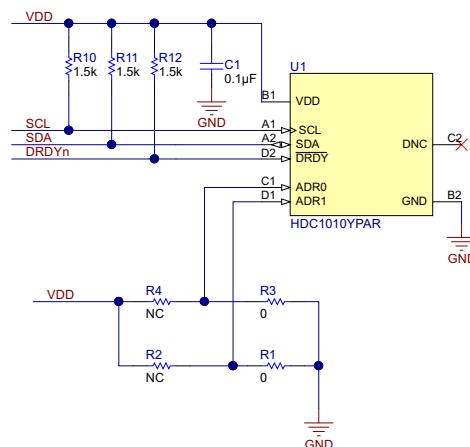 VDD
R10
R11
R12
1.5k
1.5k
1.5k
C1
0.1µF
GND
U1
B1
VDD
SCL
A1
SCL
SDA
A2
SDA
DRDYn
D2
DRDY
DNC
C2
C1
ADR0
D1
ADR1
GND
B2
HDC1010YPAR
GND
VDD
R4
NC
R3
0
R2
NC
R1
0
GND